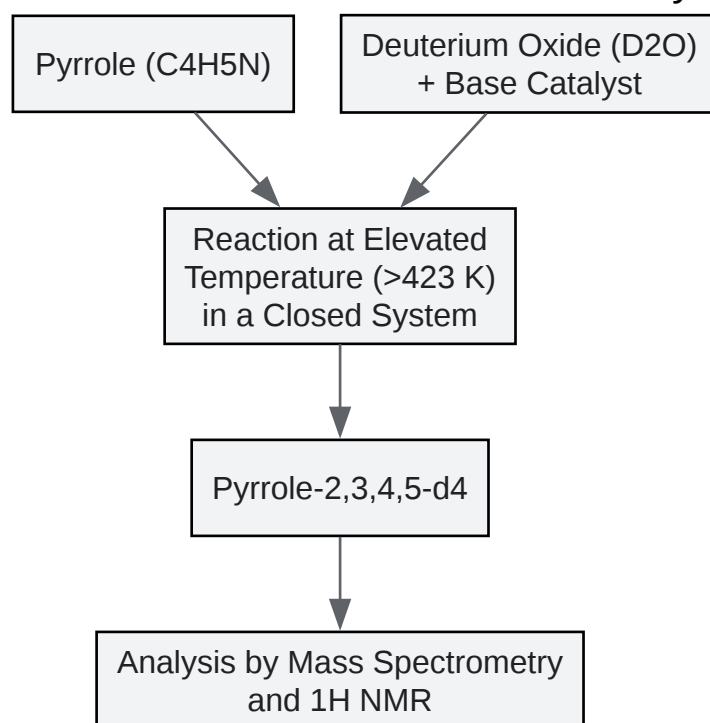 Pyrrole (C4H5N)
Deuterium Oxide (D2O)
+ Base Catalyst
Reaction at Elevated
Temperature (>423 K)
in a Closed System
Pyrrole-2,3,4,5-d4
Analysis by Mass Spectrometry
and 1H NMR